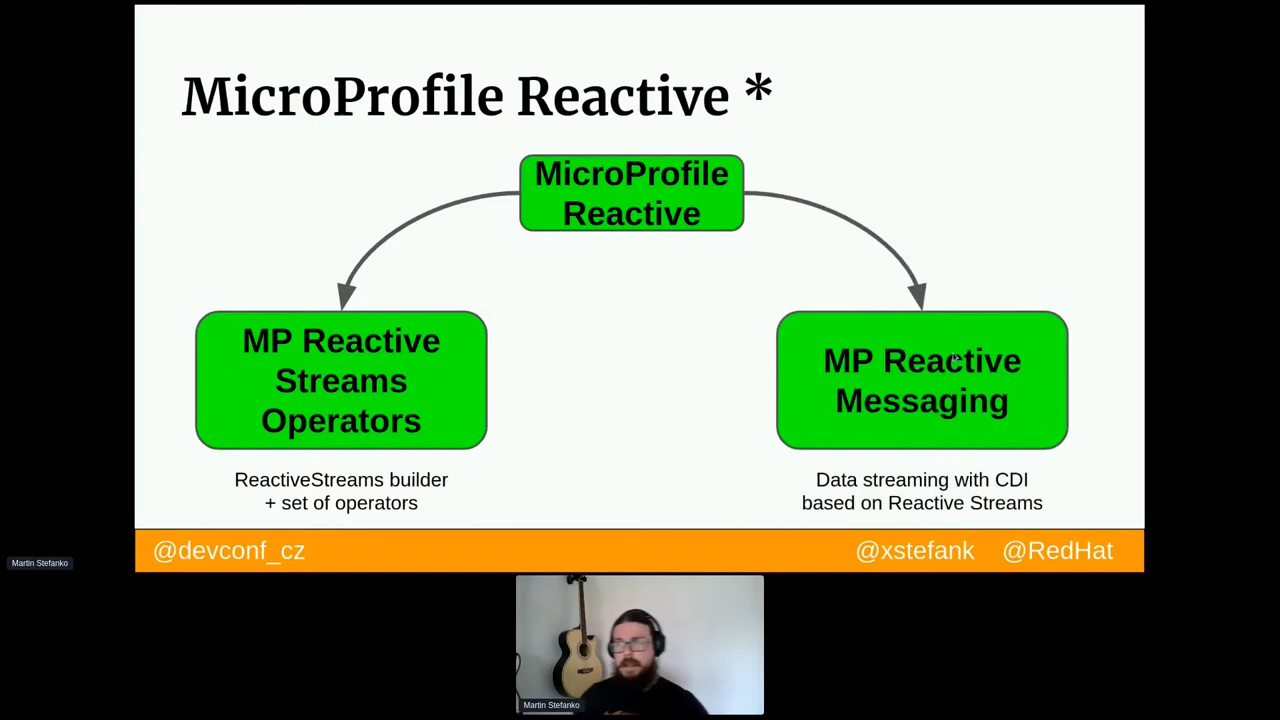 MicroProfile Reactive *
MicroProfile
Reactive
MP Reactive
Streams
Operators
MP Reactive
Messaging
ReactiveStreams builder
+ set of operators
Data streaming with CDI
based on Reactive Streams
@devconf_cz
@xstefank @RedHat
Martin Stefanko
Martin Stefanko